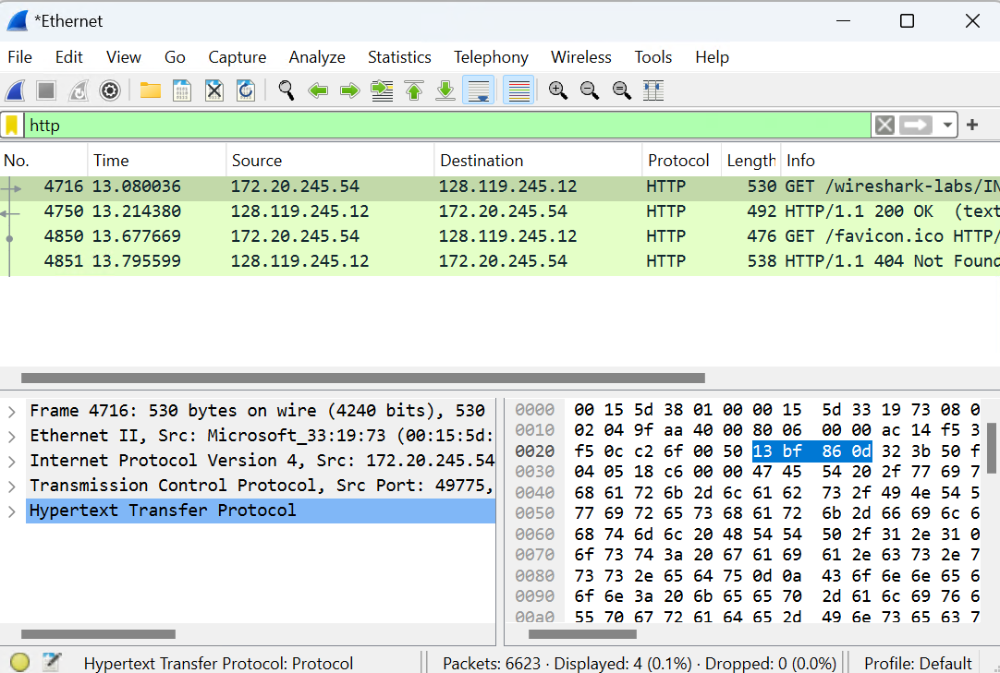 *Ethernet
File Edit View Go Capture Analyze Statistics Telephony Wireless Tools Help
http
No. Time Source Destination Protocol Length Info
4716 13.080036 172.20.245.54 128.119.245.12 HTTP 530 GET /wireshark-labs/IN
4750 13.214380 128.119.245.12 172.20.245.54 HTTP 492 HTTP/1.1 200 OK (text
4850 13.677669 172.20.245.54 128.119.245.12 HTTP 476 GET /favicon.ico HTTP/
4851 13.795599 128.119.245.12 172.20.245.54 HTTP 538 HTTP/1.1 404 Not Found
Frame 4716: 530 bytes on wire (4240 bits), 530
Ethernet II, Src: Microsoft_33:19:73 (00:15:5d:
Internet Protocol Version 4, Src: 172.20.245.54
Transmission Control Protocol, Src Port: 49775,
Hypertext Transfer Protocol
0000 00 15 5d 38 01 00 00 15 5d 33 19 73 08 0
0010 02 04 9f aa 40 00 80 06 00 00 ac 14 f5 3
0020 f5 0c c2 6f 00 50 13 bf 86 0d 32 3b 50 f
0030 04 05 18 c6 00 00 47 45 54 20 2f 77 69 7
0040 68 61 72 6b 2d 6c 61 62 73 2f 49 4e 54 5
0050 77 69 72 65 73 68 61 72 6b 2d 66 69 6c 6
0060 68 74 6d 6c 20 48 54 54 50 2f 31 2e 31 0
0070 6f 73 74 3a 20 67 61 69 61 2e 63 73 2e 7
0080 73 73 2e 65 64 75 0d 0a 43 6f 6e 6e 65 6
0090 6f 6e 3a 20 6b 65 65 70 2d 61 6c 69 76 6
00a0 55 70 67 72 61 64 65 2d 49 6e 73 65 63 7
Hypertext Transfer Protocol: Protocol
Packets: 6623 · Displayed: 4 (0.1%) · Dropped: 0 (0.0%)
Profile: Default